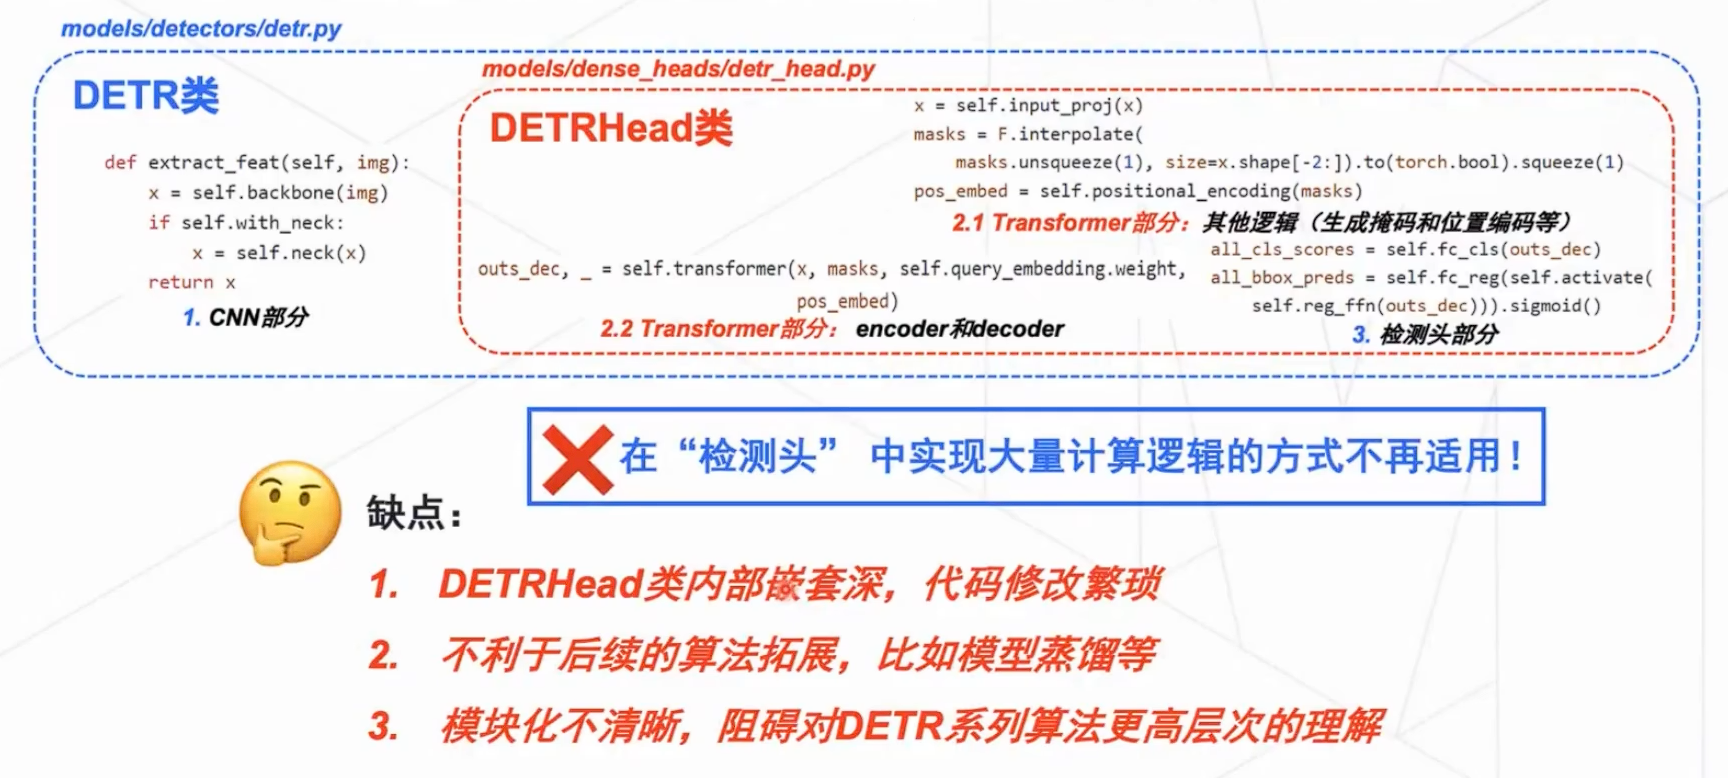 models/detectors/detr.py
DETR类
def extract_feat(self, img):
x = self.backbone(img)
if self.with_neck:
x = self.neck(x)
return x
1. CNN部分
models/dense_heads/detr_head.py
DETRHead类
x = self.input_proj(x)
masks = F.interpolate(
masks.unsqueeze(1), size=x.shape[-2:]).to(torch.bool).squeeze(1)
pos_embed = self.positional_encoding(masks)
2.1 Transformer部分：其他逻辑（生成掩码和位置编码等）
outs_dec, _ = self.transformer(x, masks, self.query_embedding.weight,
pos_embed)
2.2 Transformer部分： encoder和decoder
all_cls_scores = self.fc_cls(outs_dec)
all_bbox_preds = self.fc_reg(self.activate(
self.reg_ffn(outs_dec))).sigmoid()
3. 检测头部分
在“检测头” 中实现大量计算逻辑的方式不再适用！
缺点：
1. DETRHead类内部嵌套深，代码修改繁琐
2. 不利于后续的算法拓展，比如模型蒸馏等
3. 模块化不清晰，阻碍对DETR系列算法更高层次的理解